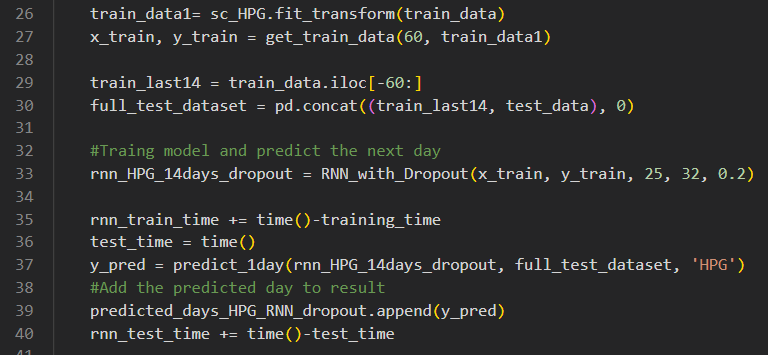 26 train_data1= sc_HPG.fit_transform(train_data)
27 x_train, y_train = get_train_data(60, train_data1)
28
29 train_last14 = train_data.iloc[-60:]
30 full_test_dataset = pd.concat((train_last14, test_data), 0)
31
32 #Traing model and predict the next day
33 rnn_HPG_14days_dropout = RNN_with_Dropout(x_train, y_train, 25, 32, 0.2)
34
35 rnn_train_time += time()-training_time
36 test_time = time()
37 y_pred = predict_1day(rnn_HPG_14days_dropout, full_test_dataset, 'HPG')
38 #Add the predicted day to result
39 predicted_days_HPG_RNN_dropout.append(y_pred)
40 rnn_test_time += time()-test_time